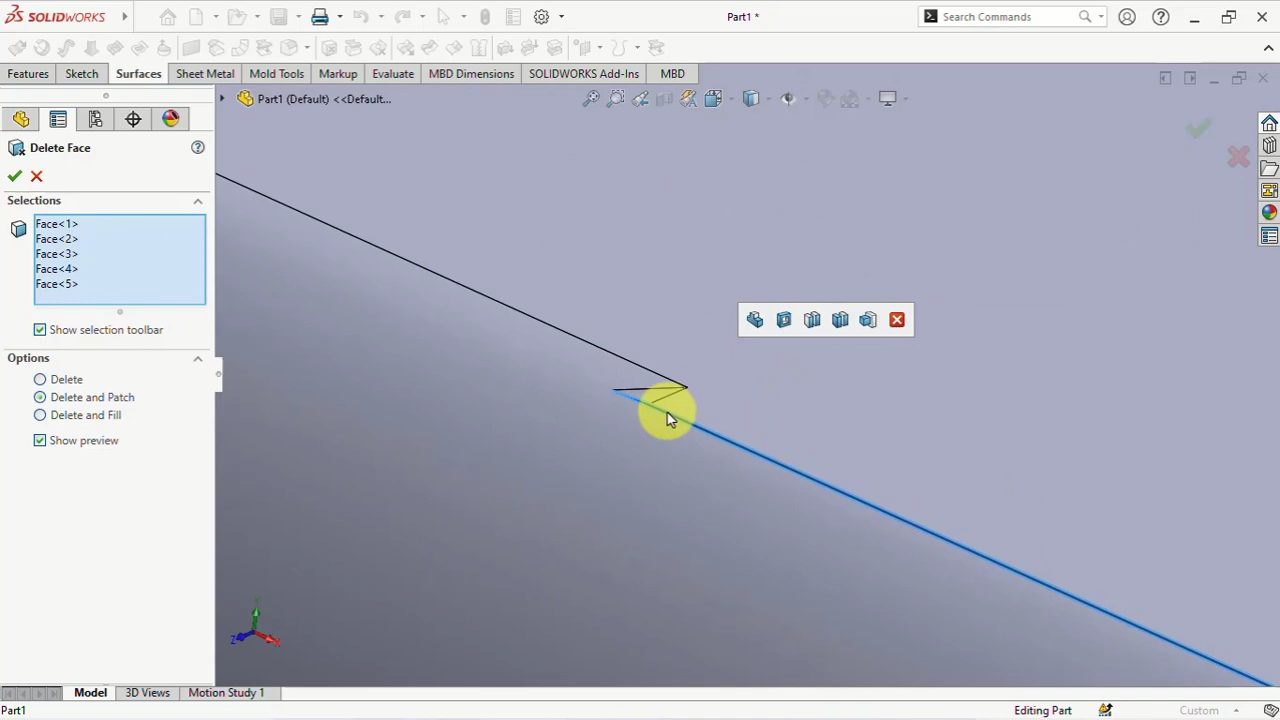 SOLIDWORKS
Part1 *
Search Commands
Features
Sketch
Surfaces
Sheet Metal
Mold Tools
Markup
Evaluate
MBD Dimensions
SOLIDWORKS Add-Ins
MBD
Part1 (Default) <<Default...
Delete Face
Selections
Face<1>
Face<2>
Face<3>
Face<4>
Face<5>
Show selection toolbar
Options
Delete
Delete and Patch
Delete and Fill
Show preview
Y
Z
X
Model
3D Views
Motion Study 1
Part1
Editing Part
Custom